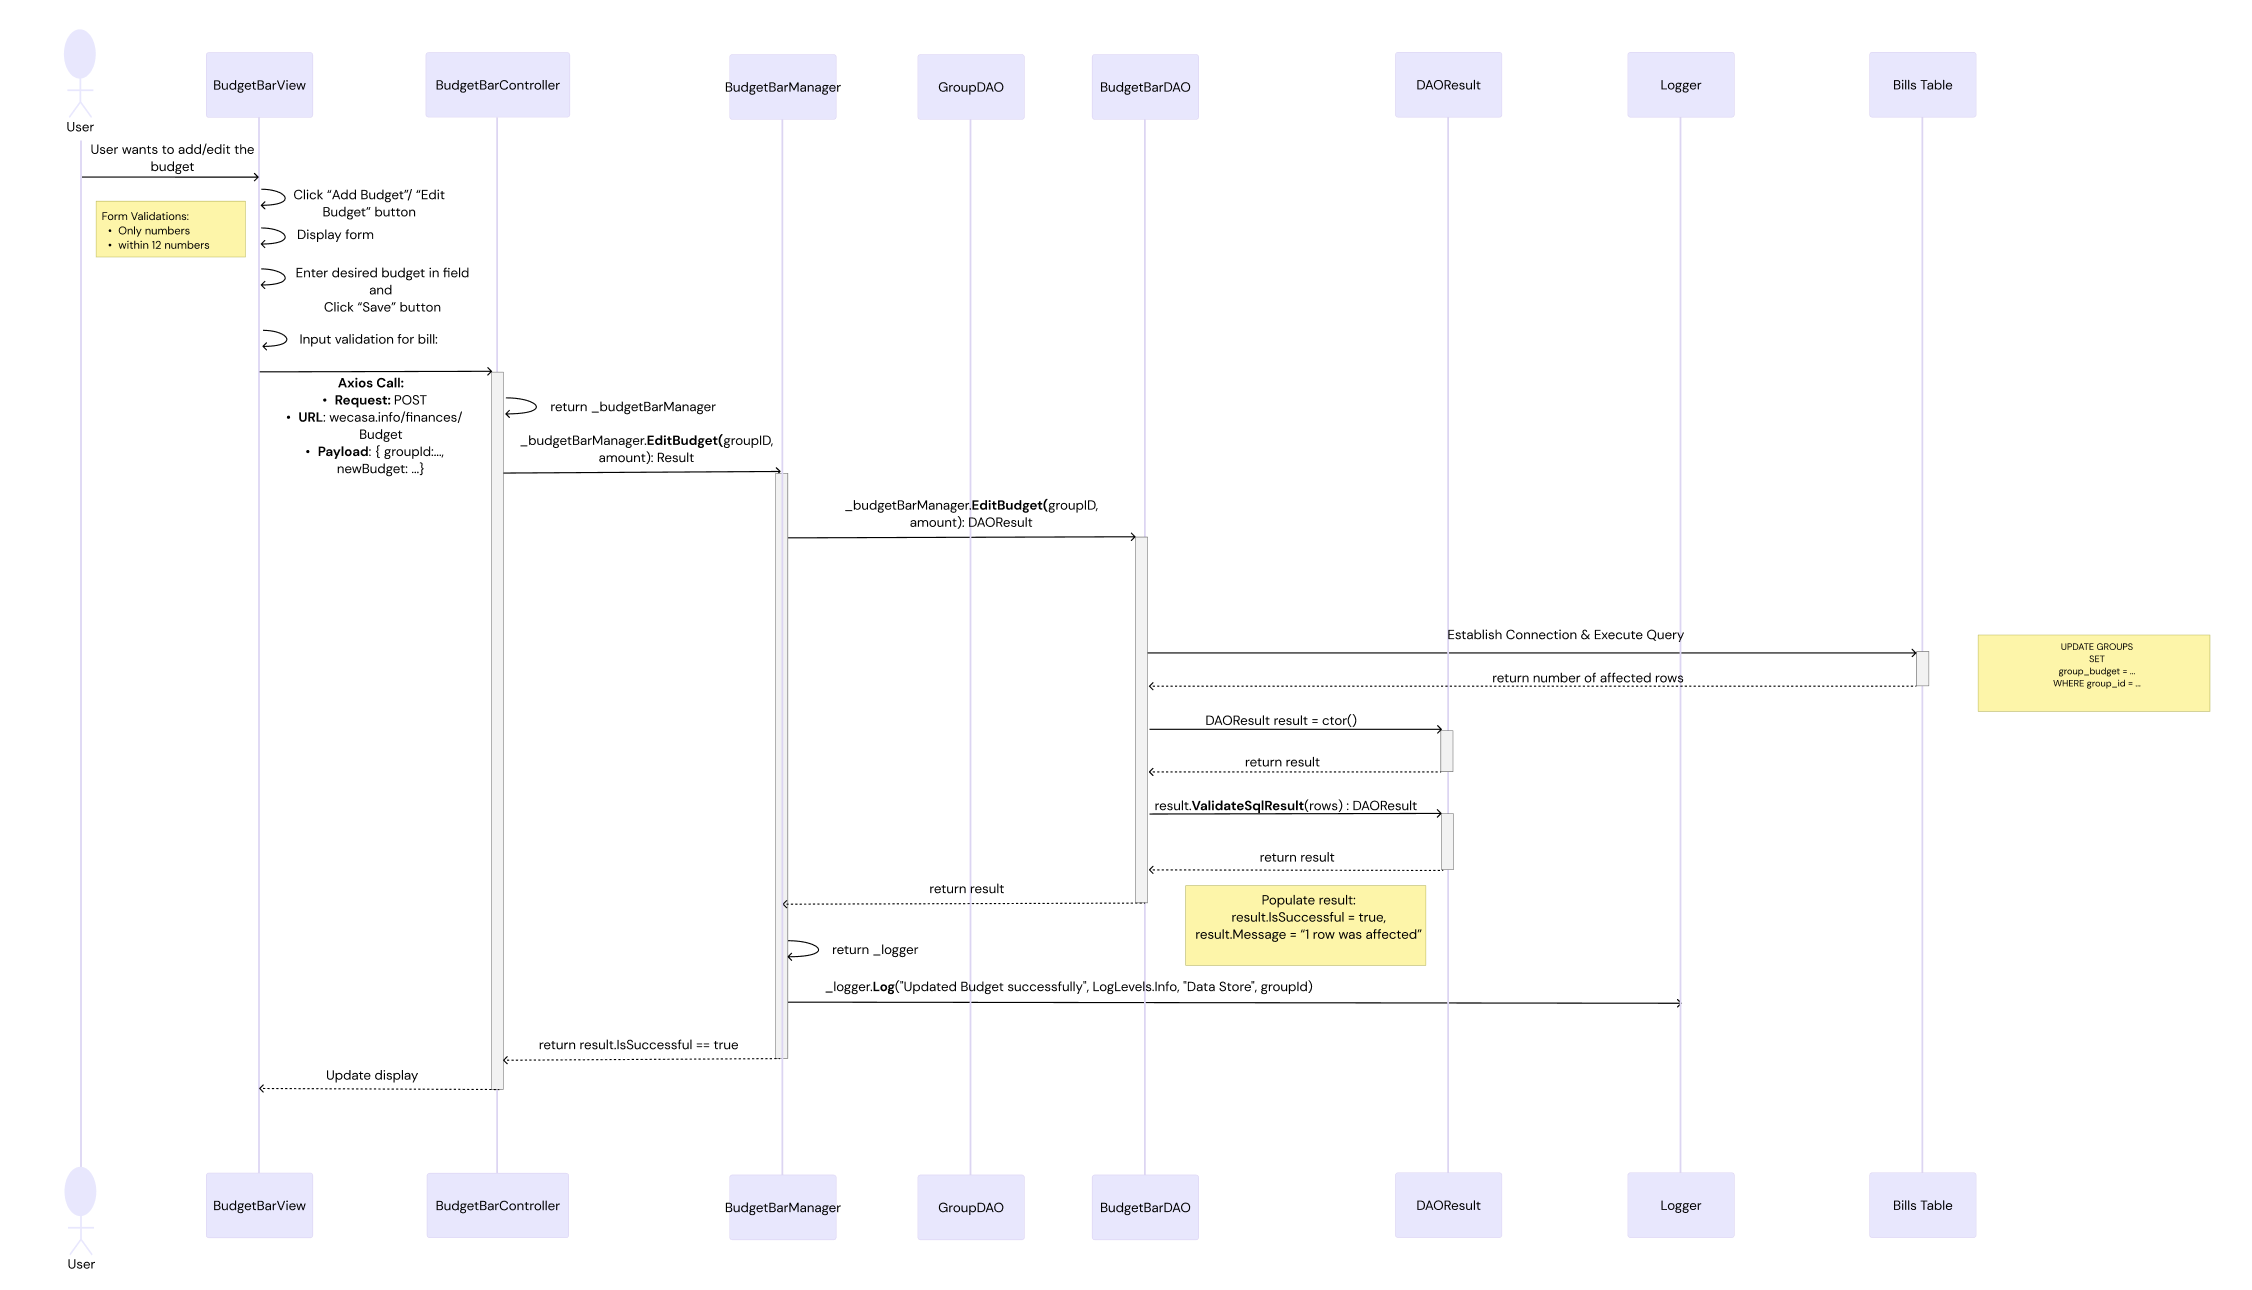 User
BudgetBarView
BudgetBarController
BudgetBarManager
GroupDAO
BudgetBarDAO
DAOResult
Logger
Bills Table
User wants to add/edit the
budget
Click “Add Budget”/ “Edit
Budget” button
Form Validations:
• Only numbers
• within 12 numbers
Display form
Enter desired budget in field
and
Click “Save” button
Input validation for bill:
Axios Call:
• Request: POST
• URL: wecasa.info/finances/
Budget
• Payload: { groupId:...,
newBudget: ...}
return _budgetBarManager
_budgetBarManager.EditBudget(groupID,
amount): Result
_budgetBarManager.EditBudget(groupID,
amount): DAOResult
Establish Connection & Execute Query
UPDATE GROUPS
SET
group_budget = ...
WHERE group_id = ...
return number of affected rows
DAOResult result = ctor()
return result
result.ValidateSqlResult(rows) : DAOResult
return result
return result
Populate result:
result.IsSuccessful = true,
result.Message = “1 row was affected”
return _logger
_logger.Log("Updated Budget successfully", LogLevels.Info, "Data Store", groupId)
return result.IsSuccessful == true
Update display
BudgetBarView
BudgetBarController
BudgetBarManager
GroupDAO
BudgetBarDAO
DAOResult
Logger
Bills Table
User